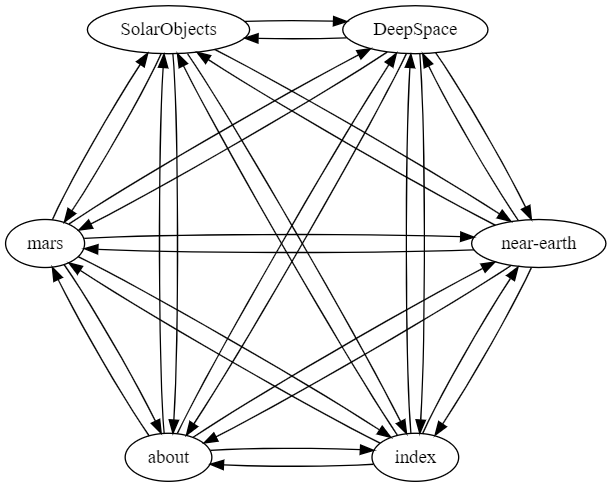 SolarObjects
DeepSpace
mars
near-earth
about
index